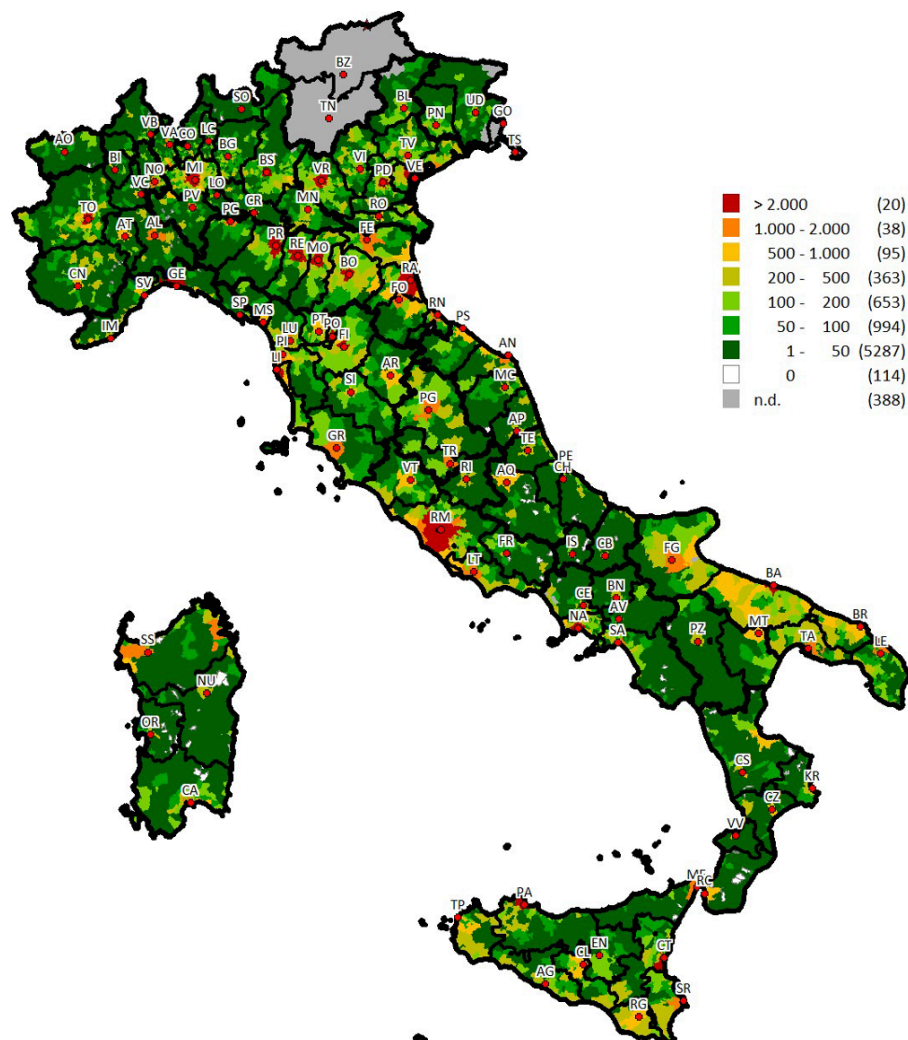 BZ
SO
TN
BL
PN
UD
GO
TS
VB
VA
CO
LC
AO
BG
BI
NO
MI
BS
VI
TV
VE
VR
PD
VC
LO
TO
PV
CR
MN
RO
AT
AL
PC
PR
RE
MO
FE
BO
CN
SV
GE
RA
FO
SP
MS
IM
RN
PS
LU
PT
PO
FI
PI
LI
AN
AR
SI
MC
PG
AP
GR
TE
TR
RI
VT
AQ
PE
CH
RM
FR
LT
IS
CB
FG
BA
CE
BN
AV
NA
SA
PZ
MT
TA
BR
LE
SS
NU
OR
CA
CS
KR
CZ
VV
RC
PA
TP
CT
EN
CL
AG
RG
SR
> 2.000 (20)
1.000 - 2.000 (38)
500 - 1.000 (95)
200 - 500 (363)
100 - 200 (653)
50 - 100 (994)
1 - 50 (5287)
0 (114)
n.d. (388)